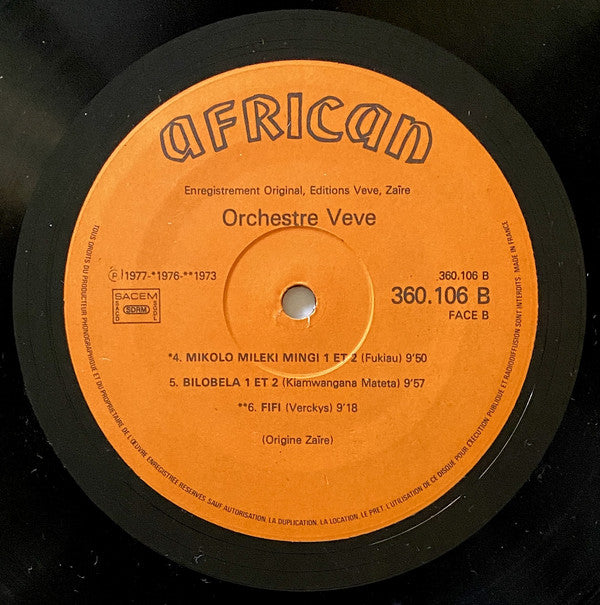 African
Enregistrement Original, Editions Veve, Zaïre
Orchestre Veve
℗ 1977-*1976-**1973
360.106 B
SACEM
SACD SDRM SGDL
360.106 B
FACE B
*4. MIKOLO MILEKI MINGI 1 ET 2 (Fukiau) 9'50
5. BILOBELA 1 ET 2 (Kiamwangana Mateta) 9'57
**6. FIFI (Verckys) 9'18
(Origine Zaïre)
TOUS DROITS DU PRODUCTEUR PHONOGRAPHIQUE ET DU PROPRIETAIRE DE L'ŒUVRE ENREGISTREE RESERVES. SAUF AUTORISATION, LA DUPLICATION, LA LOCATION, LE PRET, L'UTILISATION DE CE DISQUE POUR EXECUTION PUBLIQUE ET RADIODIFFUSION SONT INTERDITS. MADE IN FRANCE.